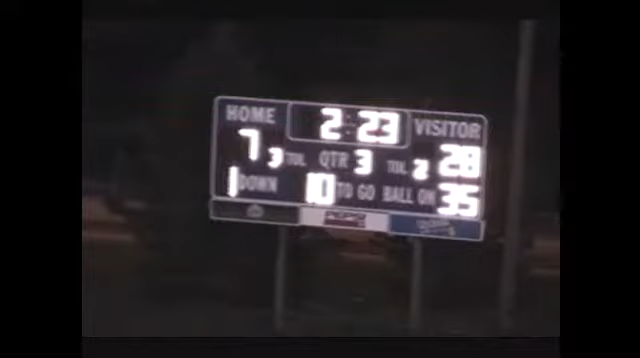 HOME 2:23 VISITOR
7 3 TOL QTR 3 TOL 2 28
1 DOWN 10 TO GO BALL ON 35